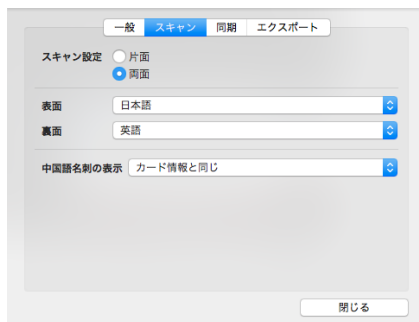 一般 スキャン 同期 エクスポート
スキャン設定 片面
両面
表面 日本語
裏面 英語
中国語名刺の表示 カード情報と同じ
閉じる